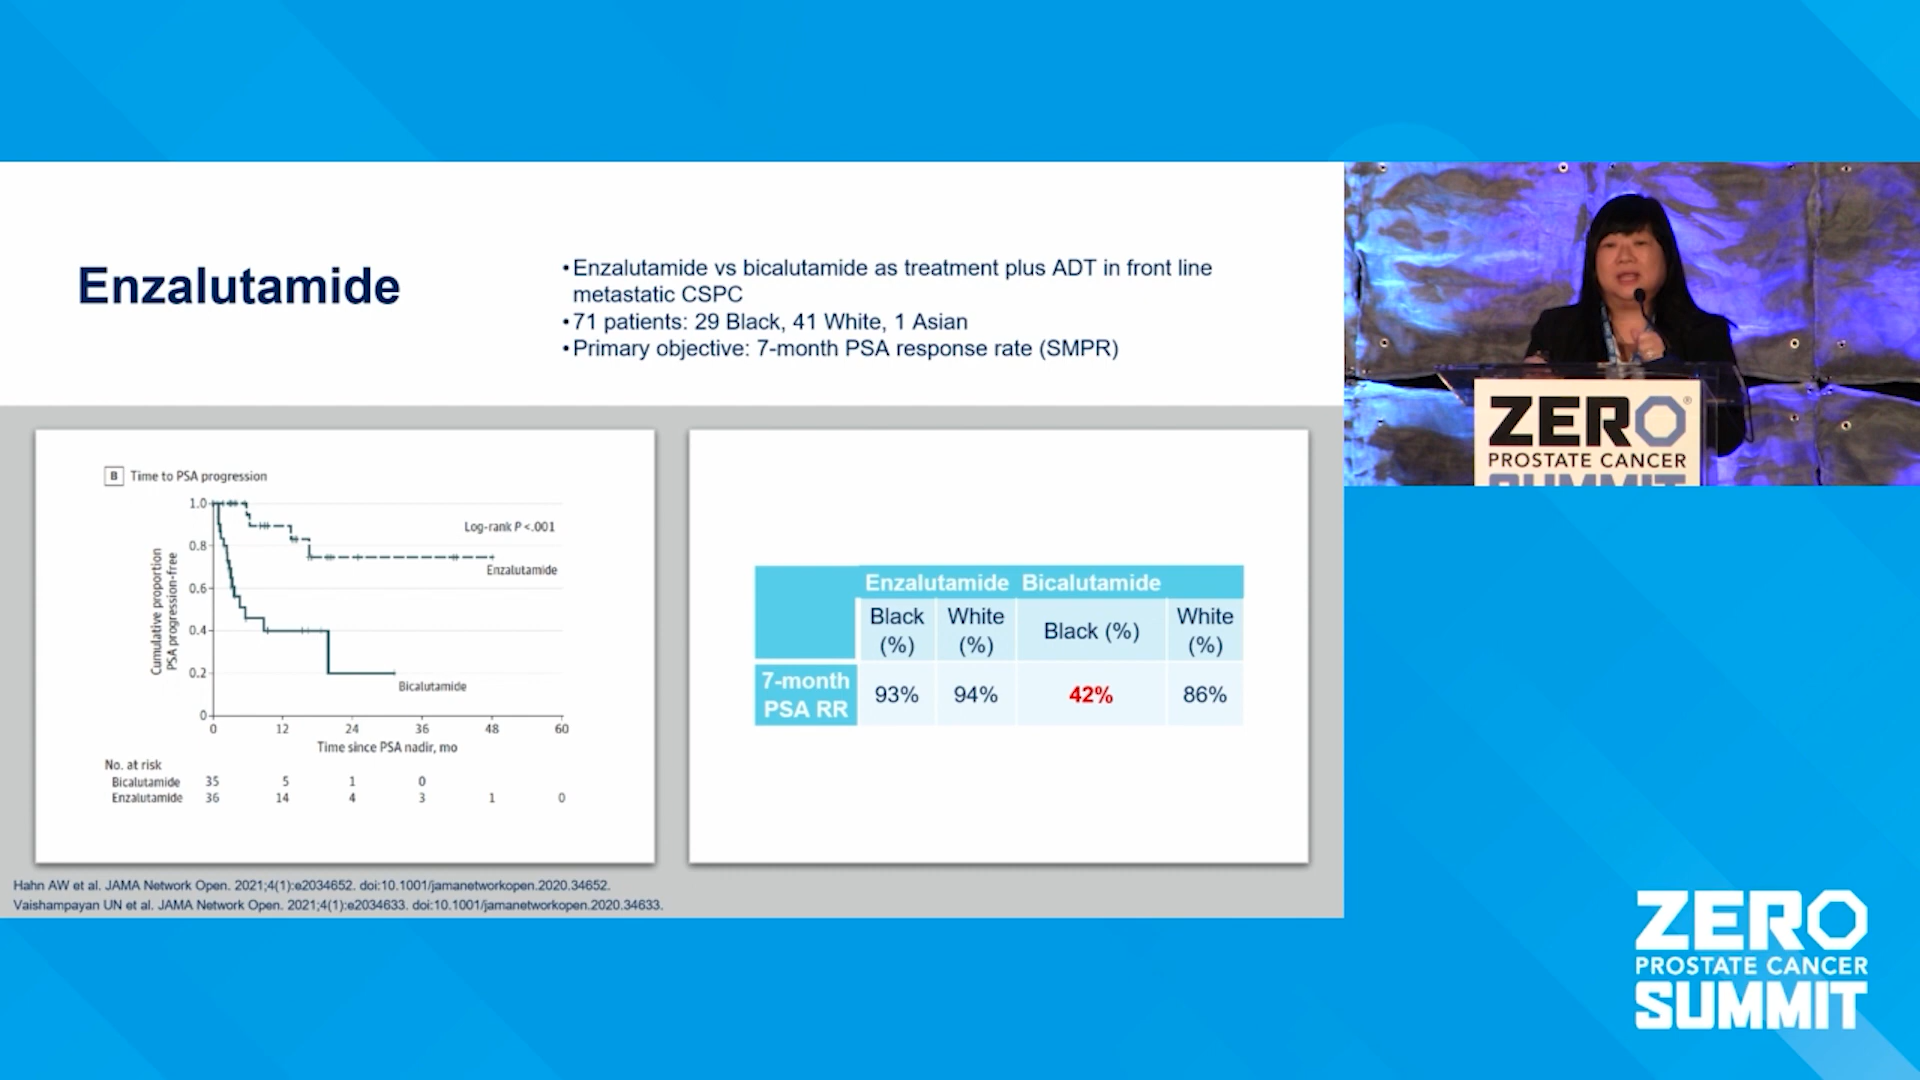 Enzalutamide
•Enzalutamide vs bicalutamide as treatment plus ADT in front line
metastatic CSPC
•71 patients: 29 Black, 41 White, 1 Asian
•Primary objective: 7-month PSA response rate (SMPR)
B Time to PSA progression
Cumulative proportion
PSA progression-free
1.0
0.8
0.6
0.4
0.2
0
Log-rank P <.001
Enzalutamide
Bicalutamide
0 12 24 36 48 60
Time since PSA nadir, mo
No. at risk
Bicalutamide 35 5 1 0
Enzalutamide 36 14 4 3 1 0
Enzalutamide Bicalutamide
Black (%) White (%) Black (%) White (%)
7-month PSA RR 93% 94% 42% 86%
Hahn AW et al. JAMA Network Open. 2021;4(1):e2034652. doi:10.1001/jamanetworkopen.2020.34652.
Vaishampayan UN et al. JAMA Network Open. 2021;4(1):e2034633. doi:10.1001/jamanetworkopen.2020.34633.
ZERO®
PROSTATE CANCER
SUMMIT
ZERO
PROSTATE CANCER
SUMMIT